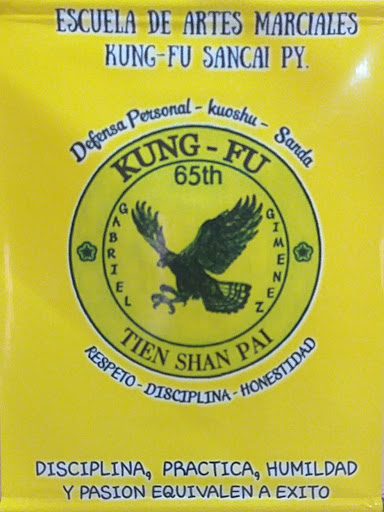 ESCUELA DE ARTES MARCIALES
KUNG-FU SANCAI PY.
Defensa Personal - kuoshu - Sanda
KUNG - FU
65th
GABRIEL
GIMENEZ
TIEN SHAN PAI
RESPETO - DISCIPLINA - HONESTIDAD
DISCIPLINA, PRACTICA, HUMILDAD
Y PASION EQUIVALEN A EXITO